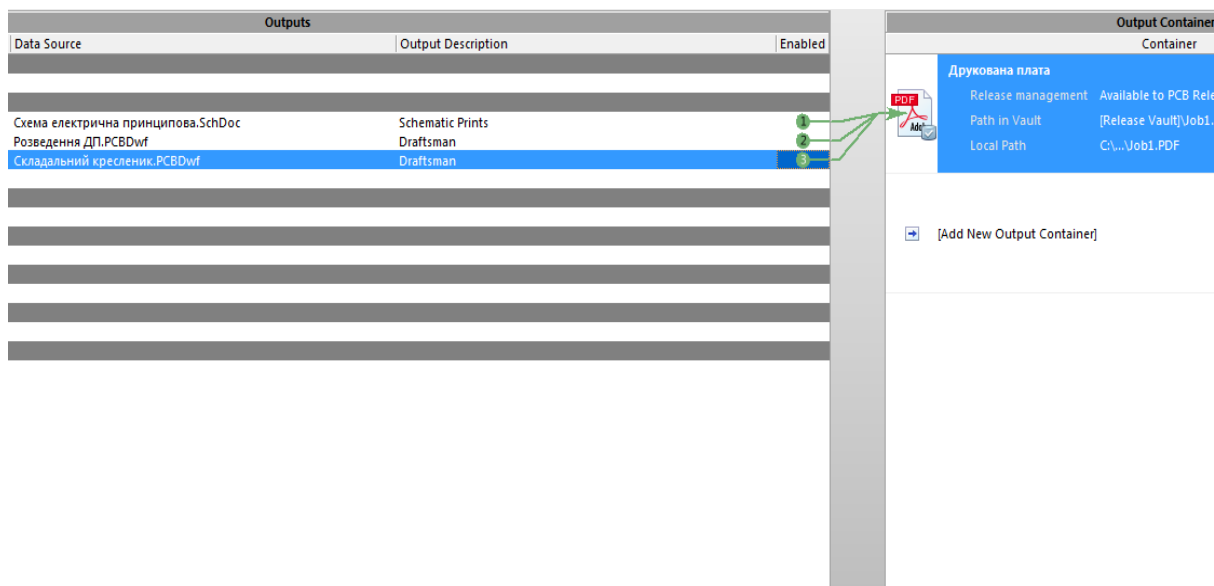 Outputs
Data Source Output Description Enabled
Схема електрична принципова.SchDoc Schematic Prints 1
Розведення ДП.PCBDwf Draftsman 2
Складальний кресленик.PCBDwf Draftsman 3
Output Container
Container
Друкована плата
PDF
Release management Available to PCB Rele
Path in Vault [Release Vault]\Job1.
Local Path C:\...\Job1.PDF
[Add New Output Container]